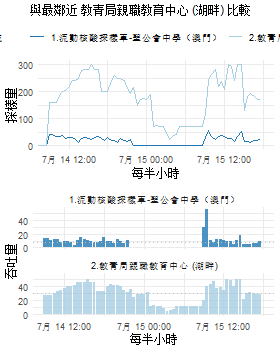 與最鄰近 教青局親職教育中心 (湖畔) 比較
1.流動核酸採樣車-聖公會中學（澳門）
2.教青局
採樣量
300
200
100
0
7月 14 12:00 7月 15 00:00 7月 15 12:00
每半小時
1.流動核酸採樣車-聖公會中學（澳門）
40
20
0
吞吐量
2.教青局親職教育中心 (湖畔)
40
20
0
7月 14 12:00 7月 15 00:00 7月 15 12:00
每半小時